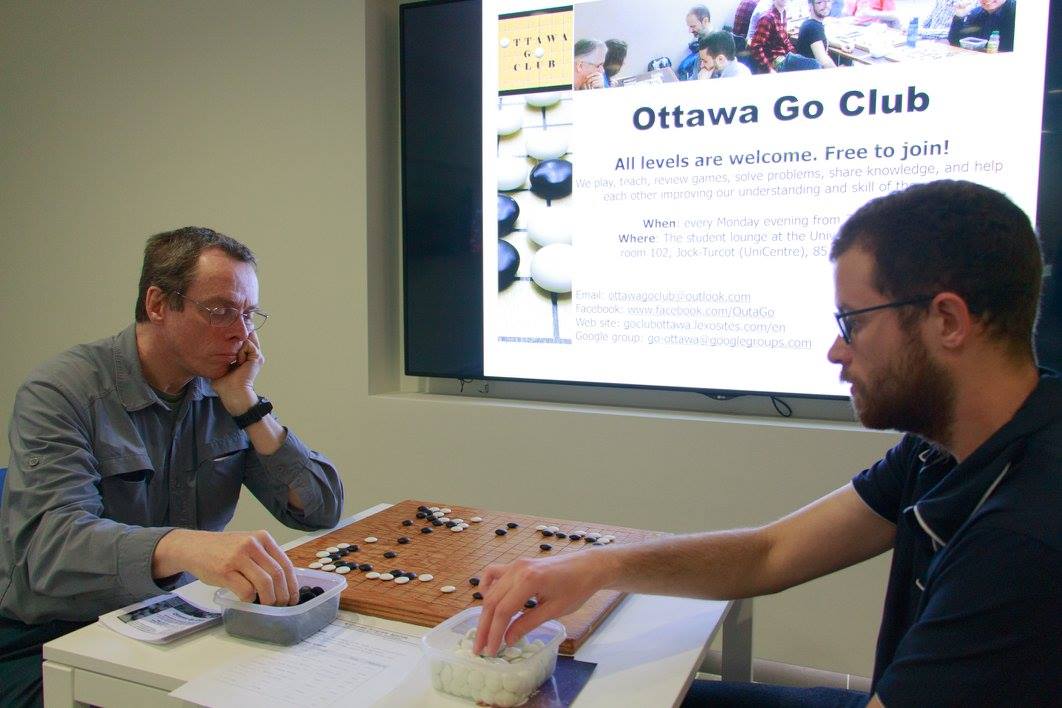 OTTAWA
GO
CLUB
Ottawa Go Club
All levels are welcome. Free to join!
We play, teach, review games, solve problems, share knowledge, and help
each other improving our understanding and skill of the
When: every Monday evening from
Where: The student lounge at the
room 102, Jock-Turcot (UniCentre), 85
Email: ottawagoclub@outlook.com
Facebook: www.facebook.com/OutaGo
Web site: goclubottawa.lexosites.com/en
Google group: go-ottawa@googlegroups.com